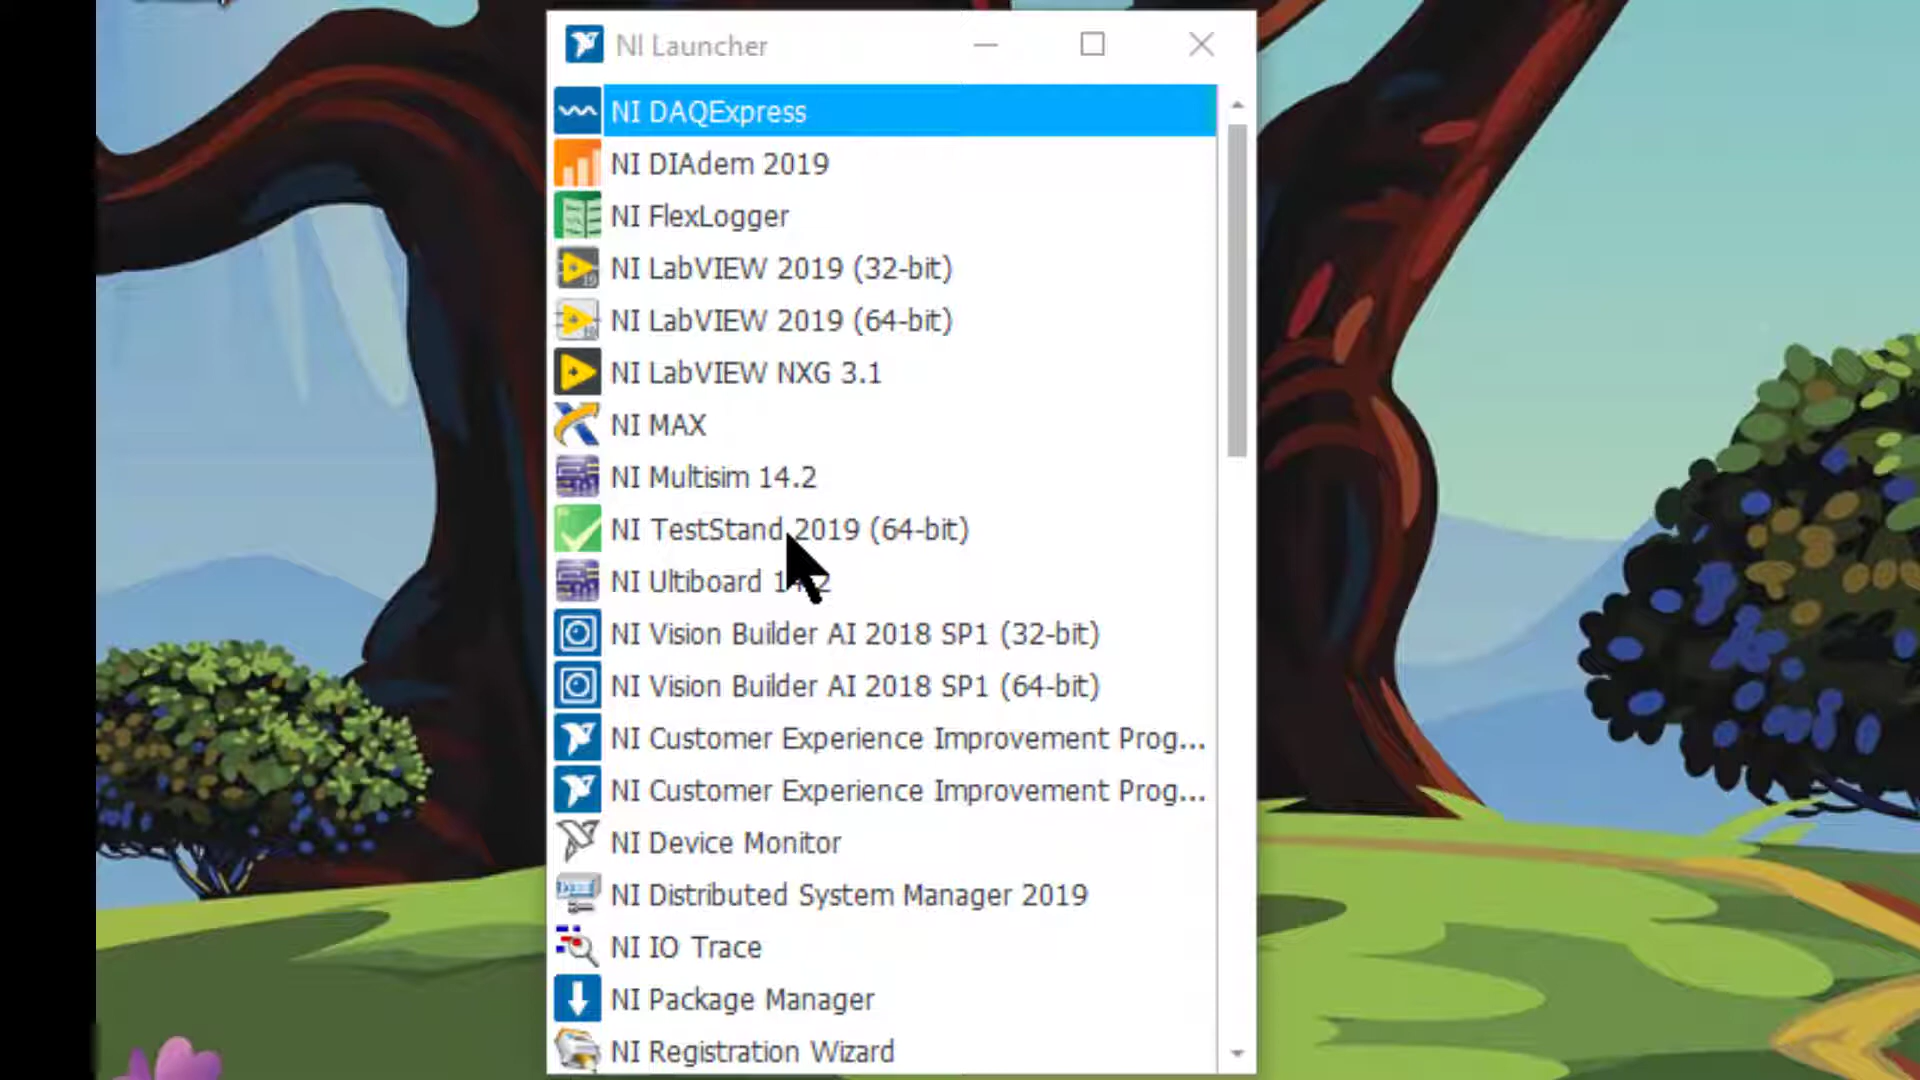 NI Launcher
NI DAQExpress
NI DIAdem 2019
NI FlexLogger
NI LabVIEW 2019 (32-bit)
NI LabVIEW 2019 (64-bit)
NI LabVIEW NXG 3.1
NI MAX
NI Multisim 14.2
NI TestStand 2019 (64-bit)
NI Ultiboard 14.2
NI Vision Builder AI 2018 SP1 (32-bit)
NI Vision Builder AI 2018 SP1 (64-bit)
NI Customer Experience Improvement Prog...
NI Customer Experience Improvement Prog...
NI Device Monitor
NI Distributed System Manager 2019
NI IO Trace
NI Package Manager
NI Registration Wizard